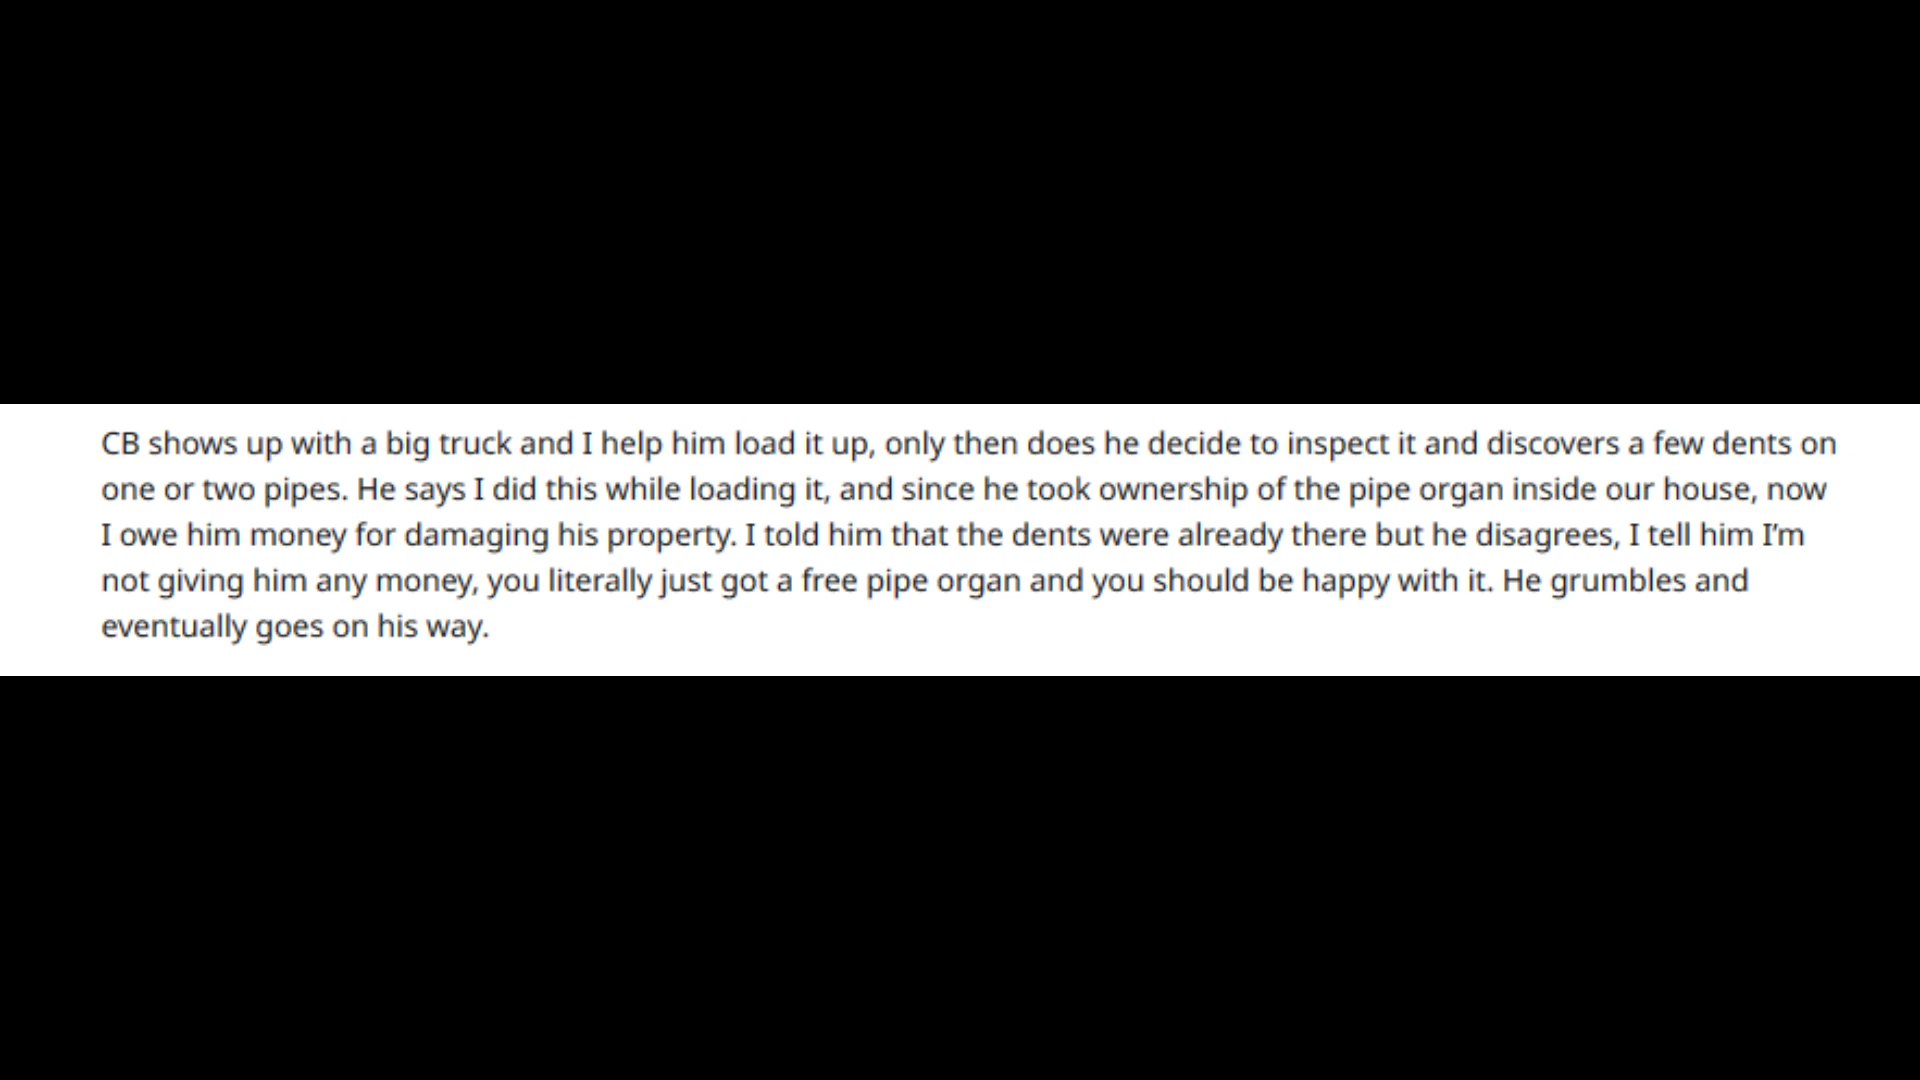 CB shows up with a big truck and I help him load it up, only then does he decide to inspect it and discovers a few dents on
one or two pipes. He says I did this while loading it, and since he took ownership of the pipe organ inside our house, now
I owe him money for damaging his property. I told him that the dents were already there but he disagrees, I tell him I’m
not giving him any money, you literally just got a free pipe organ and you should be happy with it. He grumbles and
eventually goes on his way.